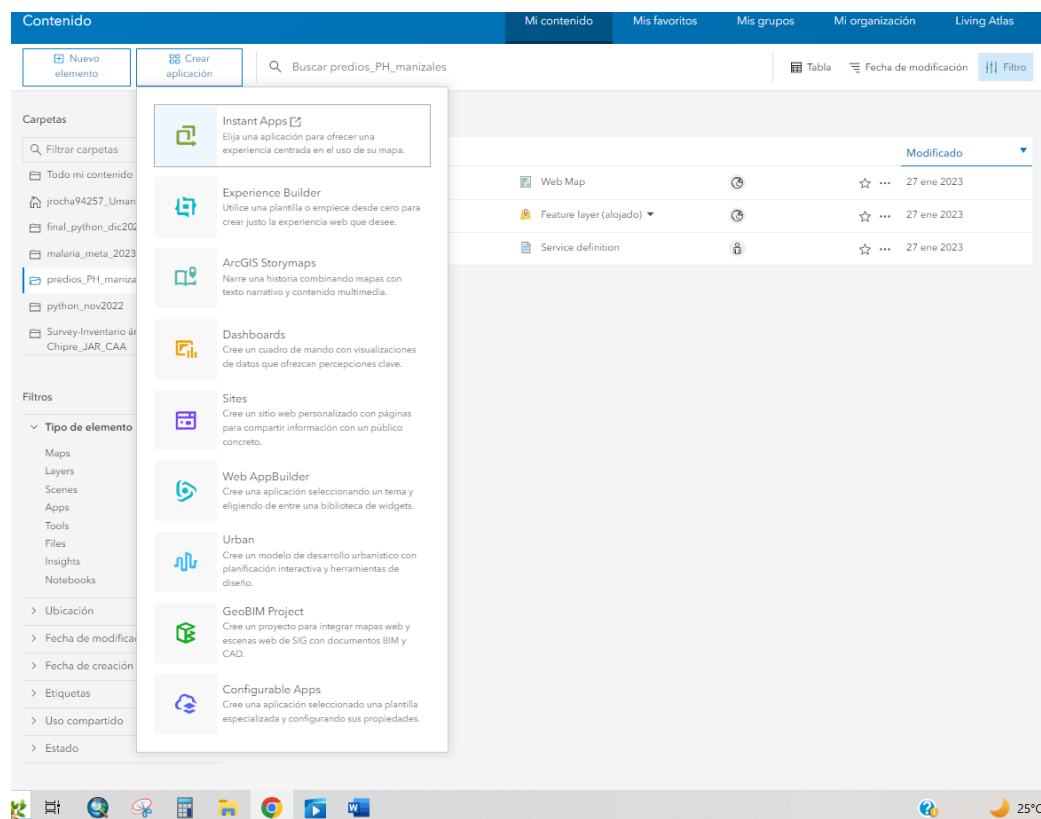 Contenido
Mi contenido
Mis favoritos
Mis grupos
Mi organización
Living Atlas
Nuevo
elemento
Crear
aplicación
Buscar predios_PH_manizales
Tabla
Fecha de modificación
Filtro
Carpetas
Filtrar carpetas
Todo mi contenido
jrocha94257_Uman
final_python_dic202
malaria_meta_2023
predios_PH_maniza
python_nov2022
Survey-Inventario ár
Chipre_JAR_CAA
Filtros
Tipo de elemento
Maps
Layers
Scenes
Apps
Tools
Files
Insights
Notebooks
Ubicación
Fecha de modifica
Fecha de creación
Etiquetas
Uso compartido
Estado
Instant Apps
Elija una aplicación para ofrecer una
experiencia centrada en el uso de su mapa.
Experience Builder
Utilice una plantilla o empiece desde cero para
crear justo la experiencia web que desee.
ArcGIS Storymaps
Narre una historia combinando mapas con
texto narrativo y contenido multimedia.
Dashboards
Cree un cuadro de mando con visualizaciones
de datos que ofrezcan percepciones clave.
Sites
Cree un sitio web personalizado con páginas
para compartir información con un público
concreto.
Web AppBuilder
Cree una aplicación seleccionando un tema y
eligiendo de entre una biblioteca de widgets.
Urban
Cree un modelo de desarrollo urbanístico con
planificación interactiva y herramientas de
diseño.
GeoBIM Project
Cree un proyecto para integrar mapas web y
escenas web de SIG con documentos BIM y
CAD.
Configurable Apps
Cree una aplicación seleccionado una plantilla
especializada y configurando sus propiedades.
Modificado
Web Map
27 ene 2023
Feature layer (alojado)
27 ene 2023
Service definition
27 ene 2023
W
25°C